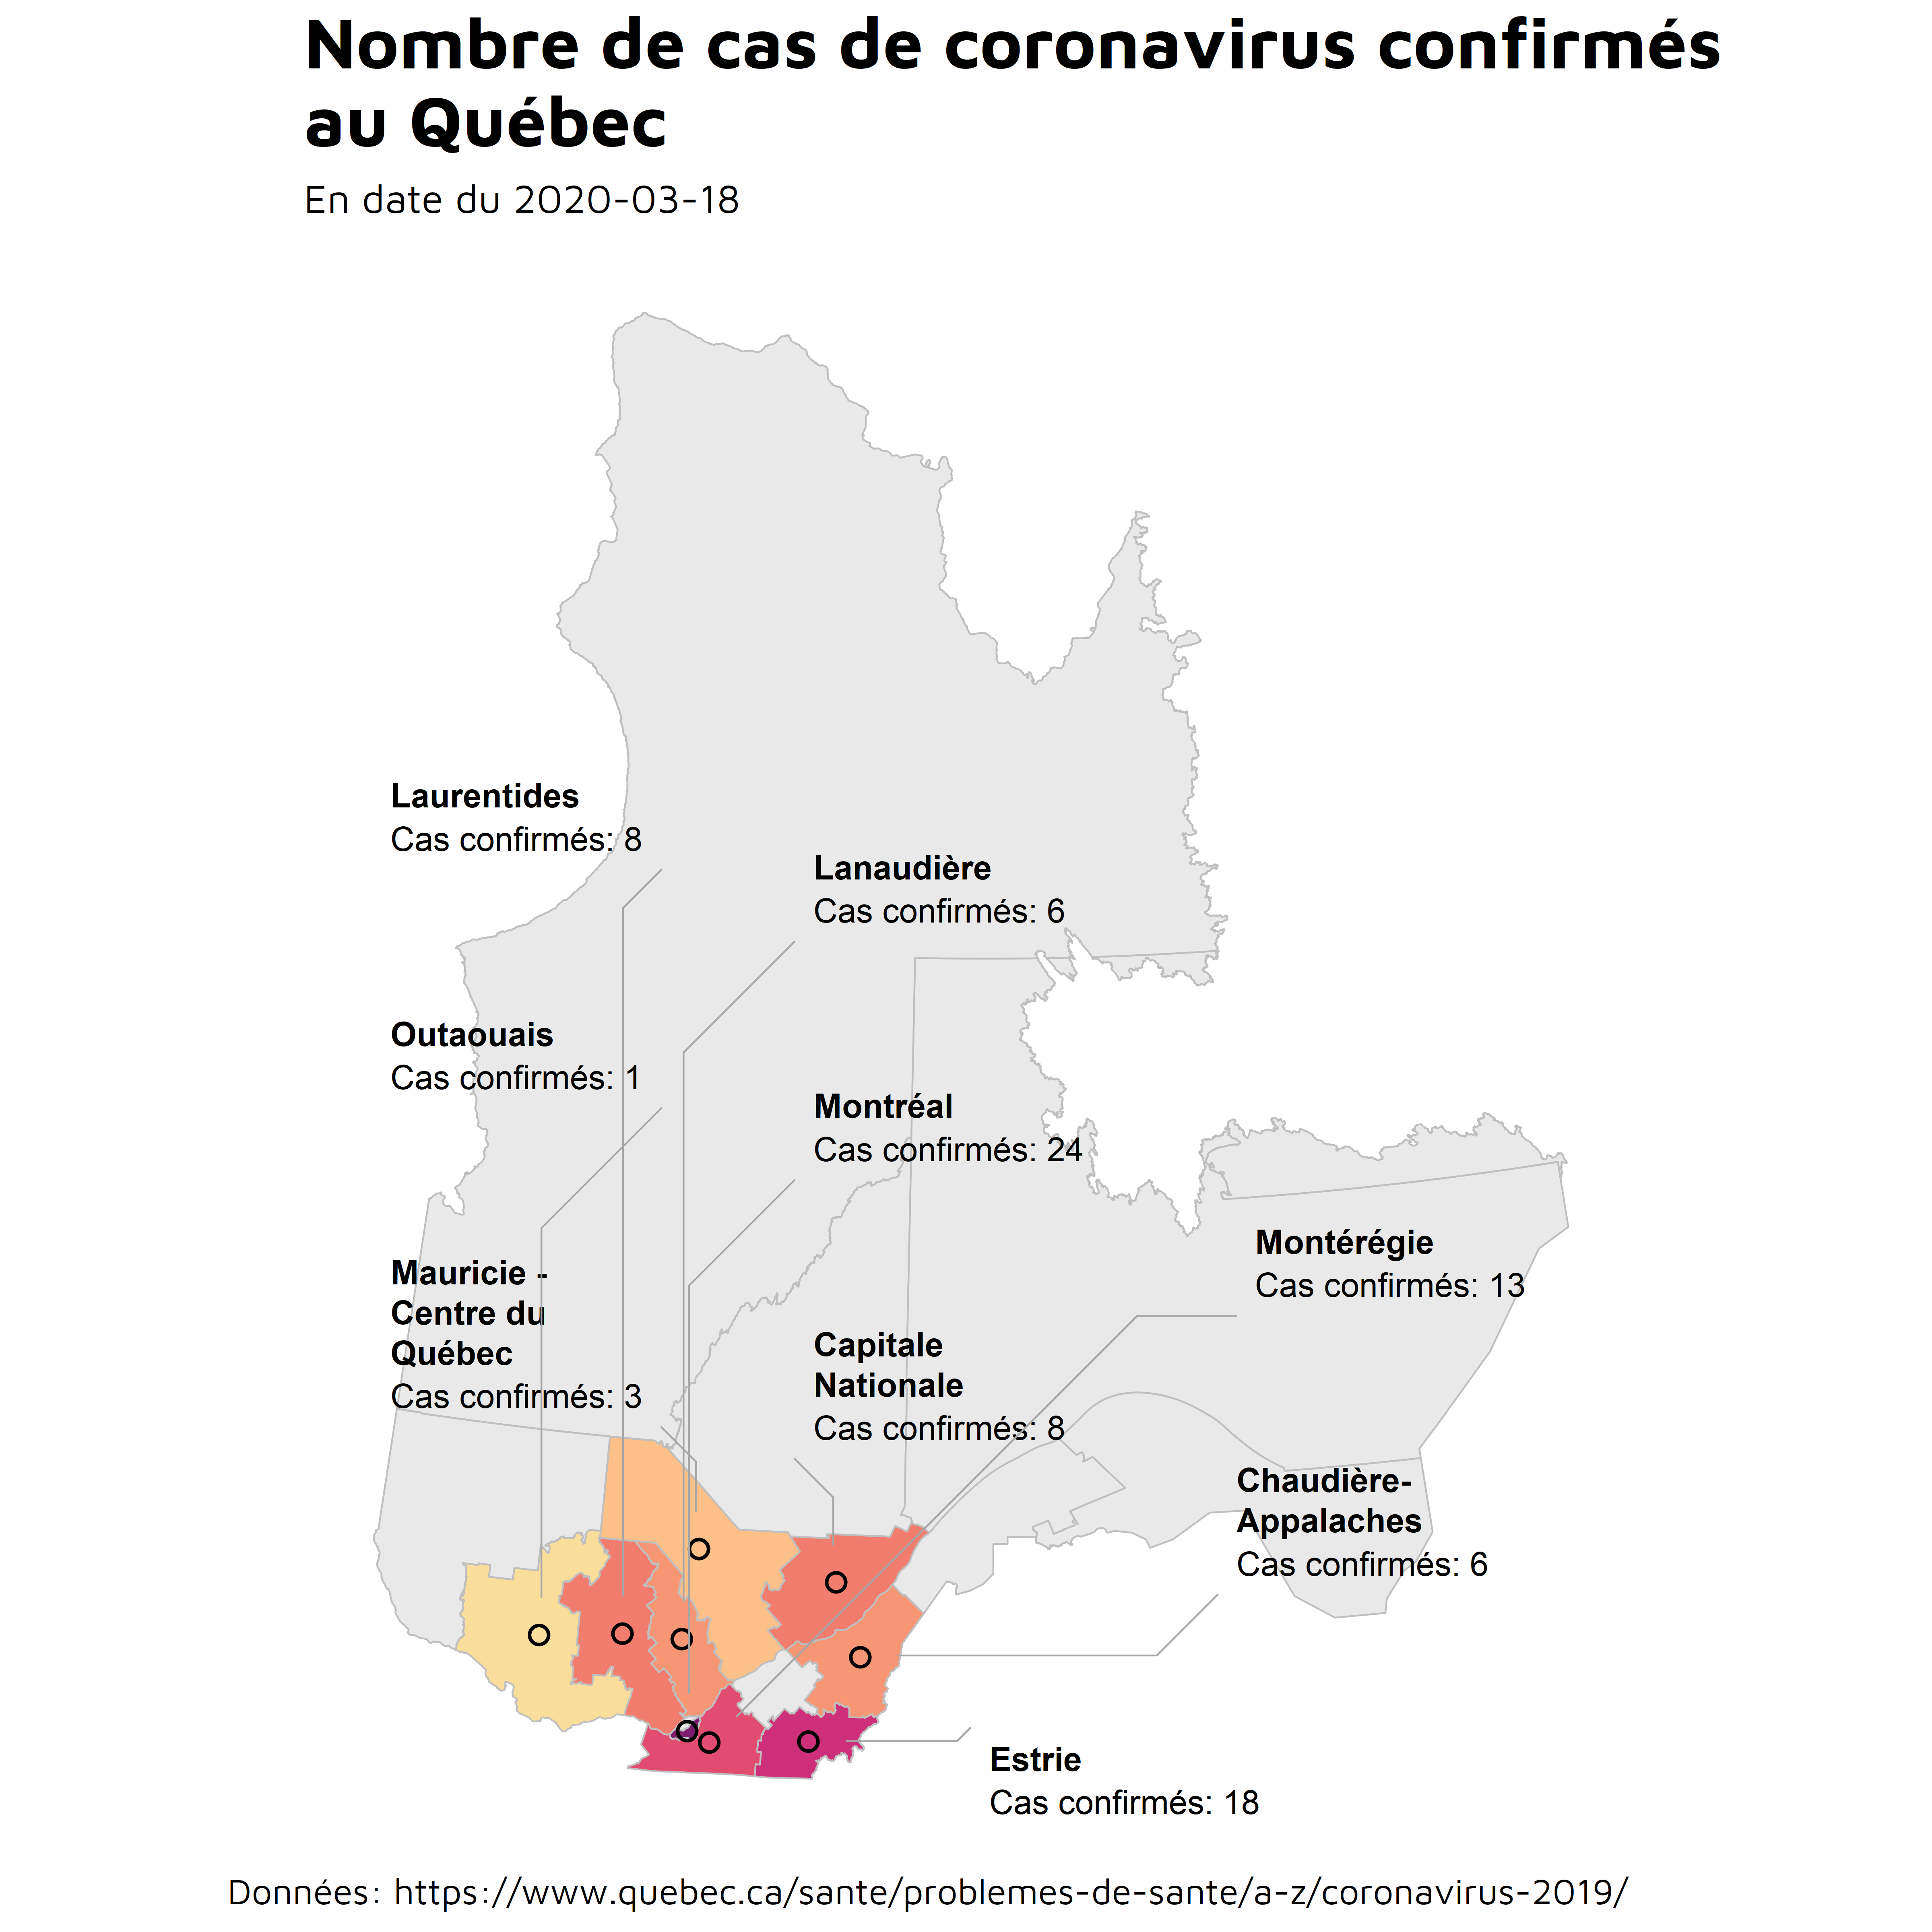 Nombre de cas de coronavirus confirmés
au Québec
En date du 2020-03-18
Laurentides
Cas confirmés: 8
Lanaudière
Cas confirmés: 6
Outaouais
Cas confirmés: 1
Montréal
Cas confirmés: 24
Montérégie
Cas confirmés: 13
Mauricie -
Centre du
Québec
Cas confirmés: 3
Capitale
Nationale
Cas confirmés: 8
Chaudière-
Appalaches
Cas confirmés: 6
Estrie
Cas confirmés: 18
Données: https://www.quebec.ca/sante/problemes-de-sante/a-z/coronavirus-2019/